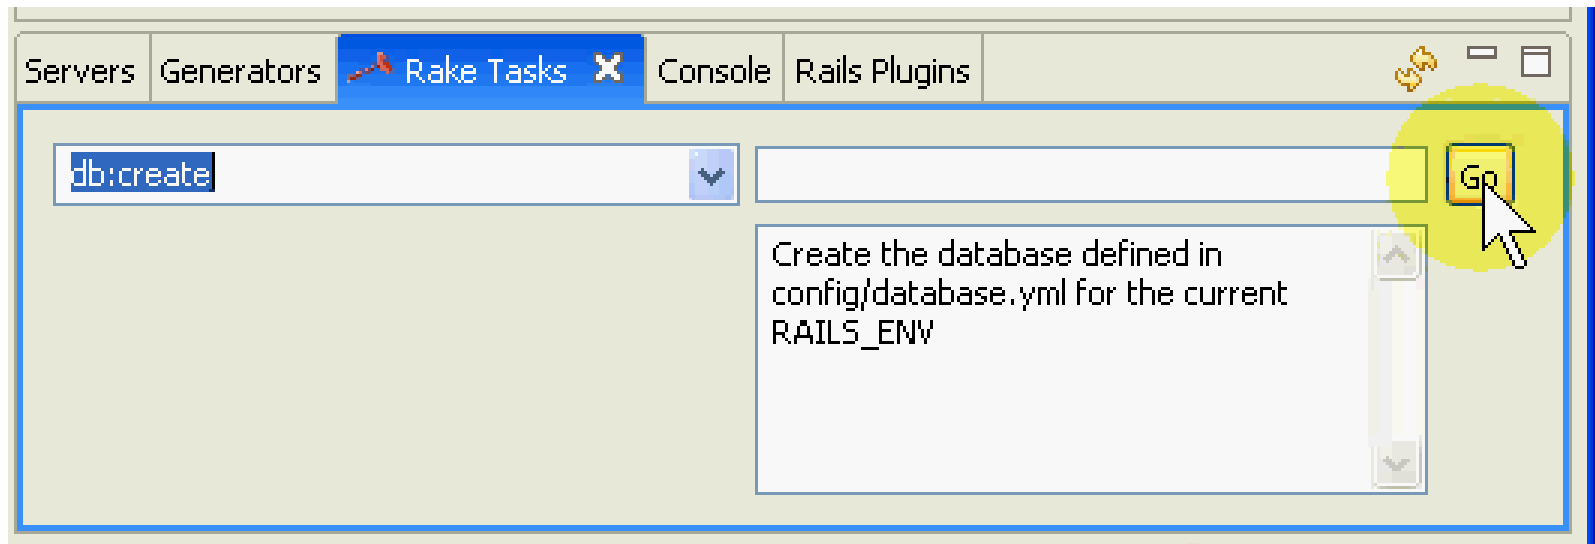 Servers Generators Rake Tasks Console Rails Plugins
db:create Go
Create the database defined in
config/database.yml for the current
RAILS_ENV